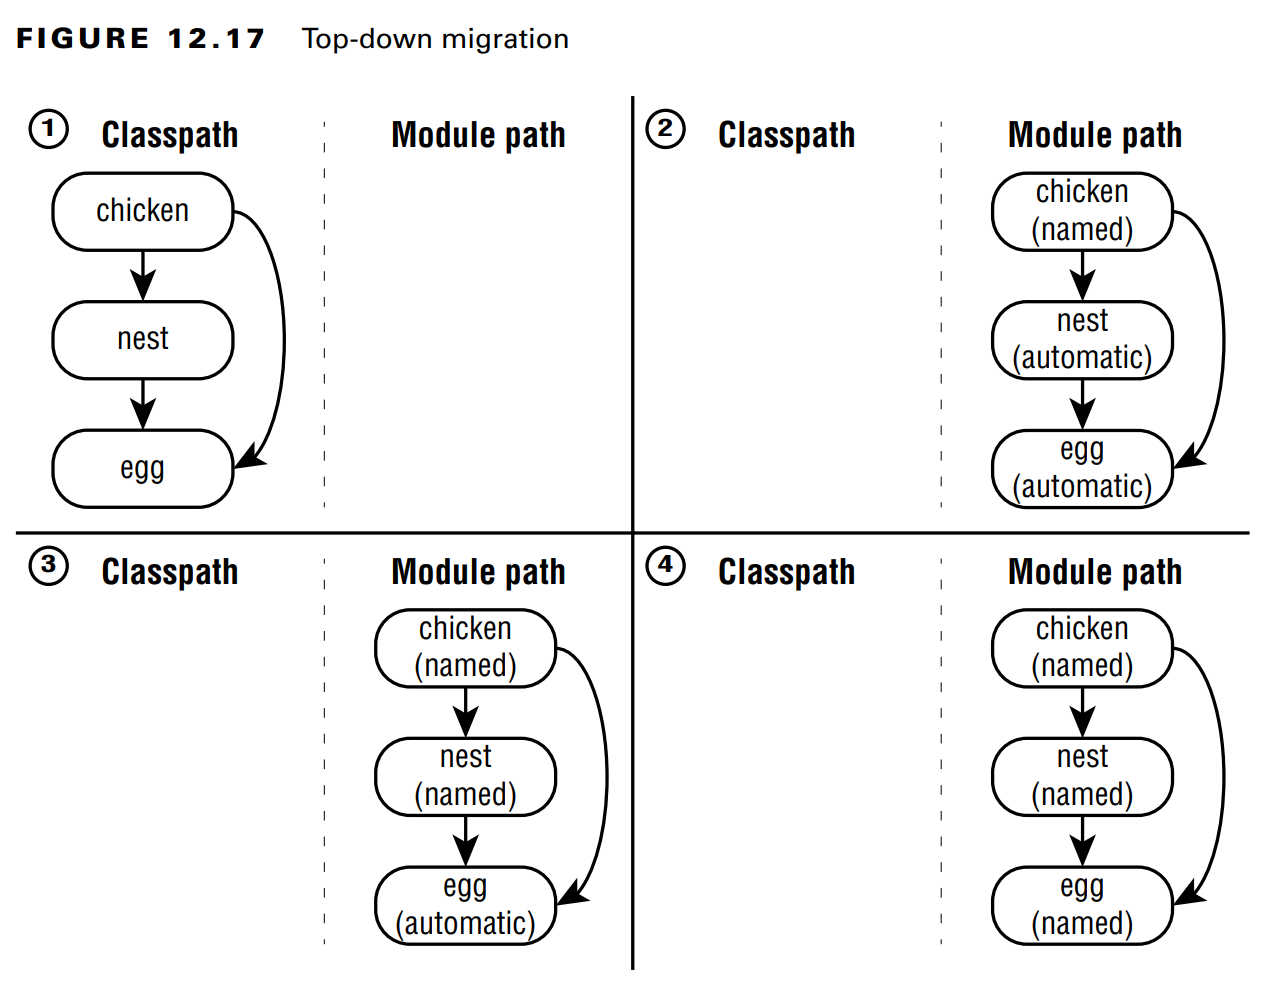 FIGURE 12.17 Top-down migration
1 Classpath Module path
chicken
nest
egg
2 Classpath Module path
chicken
(named)
nest
(automatic)
egg
(automatic)
3 Classpath Module path
chicken
(named)
nest
(named)
egg
(automatic)
4 Classpath Module path
chicken
(named)
nest
(named)
egg
(named)